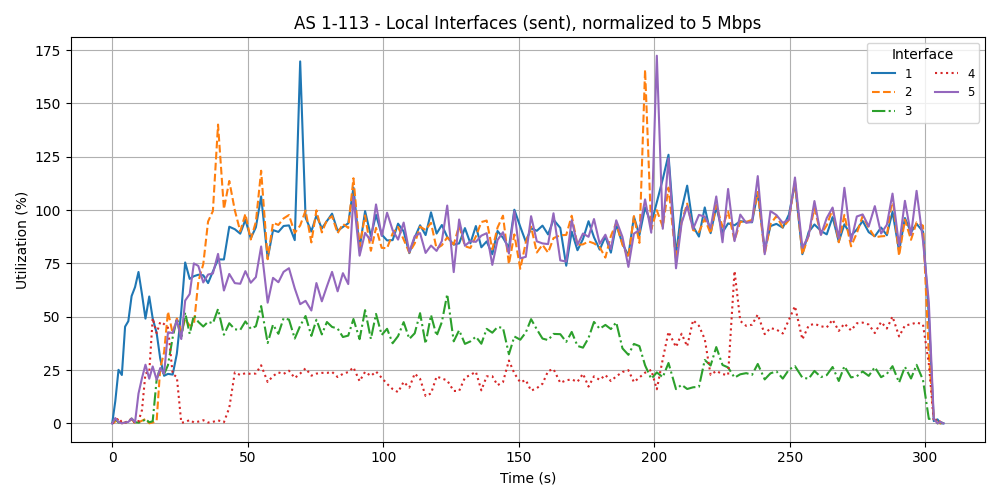 AS 1-113 - Local Interfaces (sent), normalized to 5 Mbps
Utilization (%)
175
150
125
100
75
50
25
0
0 50 100 150 200 250 300
Time (s)
Interface
1 4
2 5
3